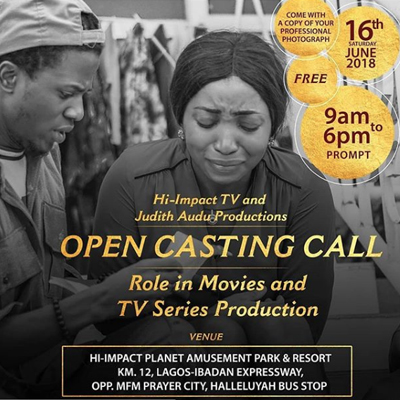 COME WITH
A COPY OF YOUR
PROFESSIONAL
PHOTOGRAPH
16th
SATURDAY
JUNE
2018
FREE
9am
to
6pm
PROMPT
Hi-Impact TV and
Judith Audu Productions
OPEN CASTING CALL
Role in Movies and
TV Series Production
VENUE
HI-IMPACT PLANET AMUSEMENT PARK & RESORT
KM. 12, LAGOS-IBADAN EXPRESSWAY,
OPP. MFM PRAYER CITY, HALLELUYAH BUS STOP